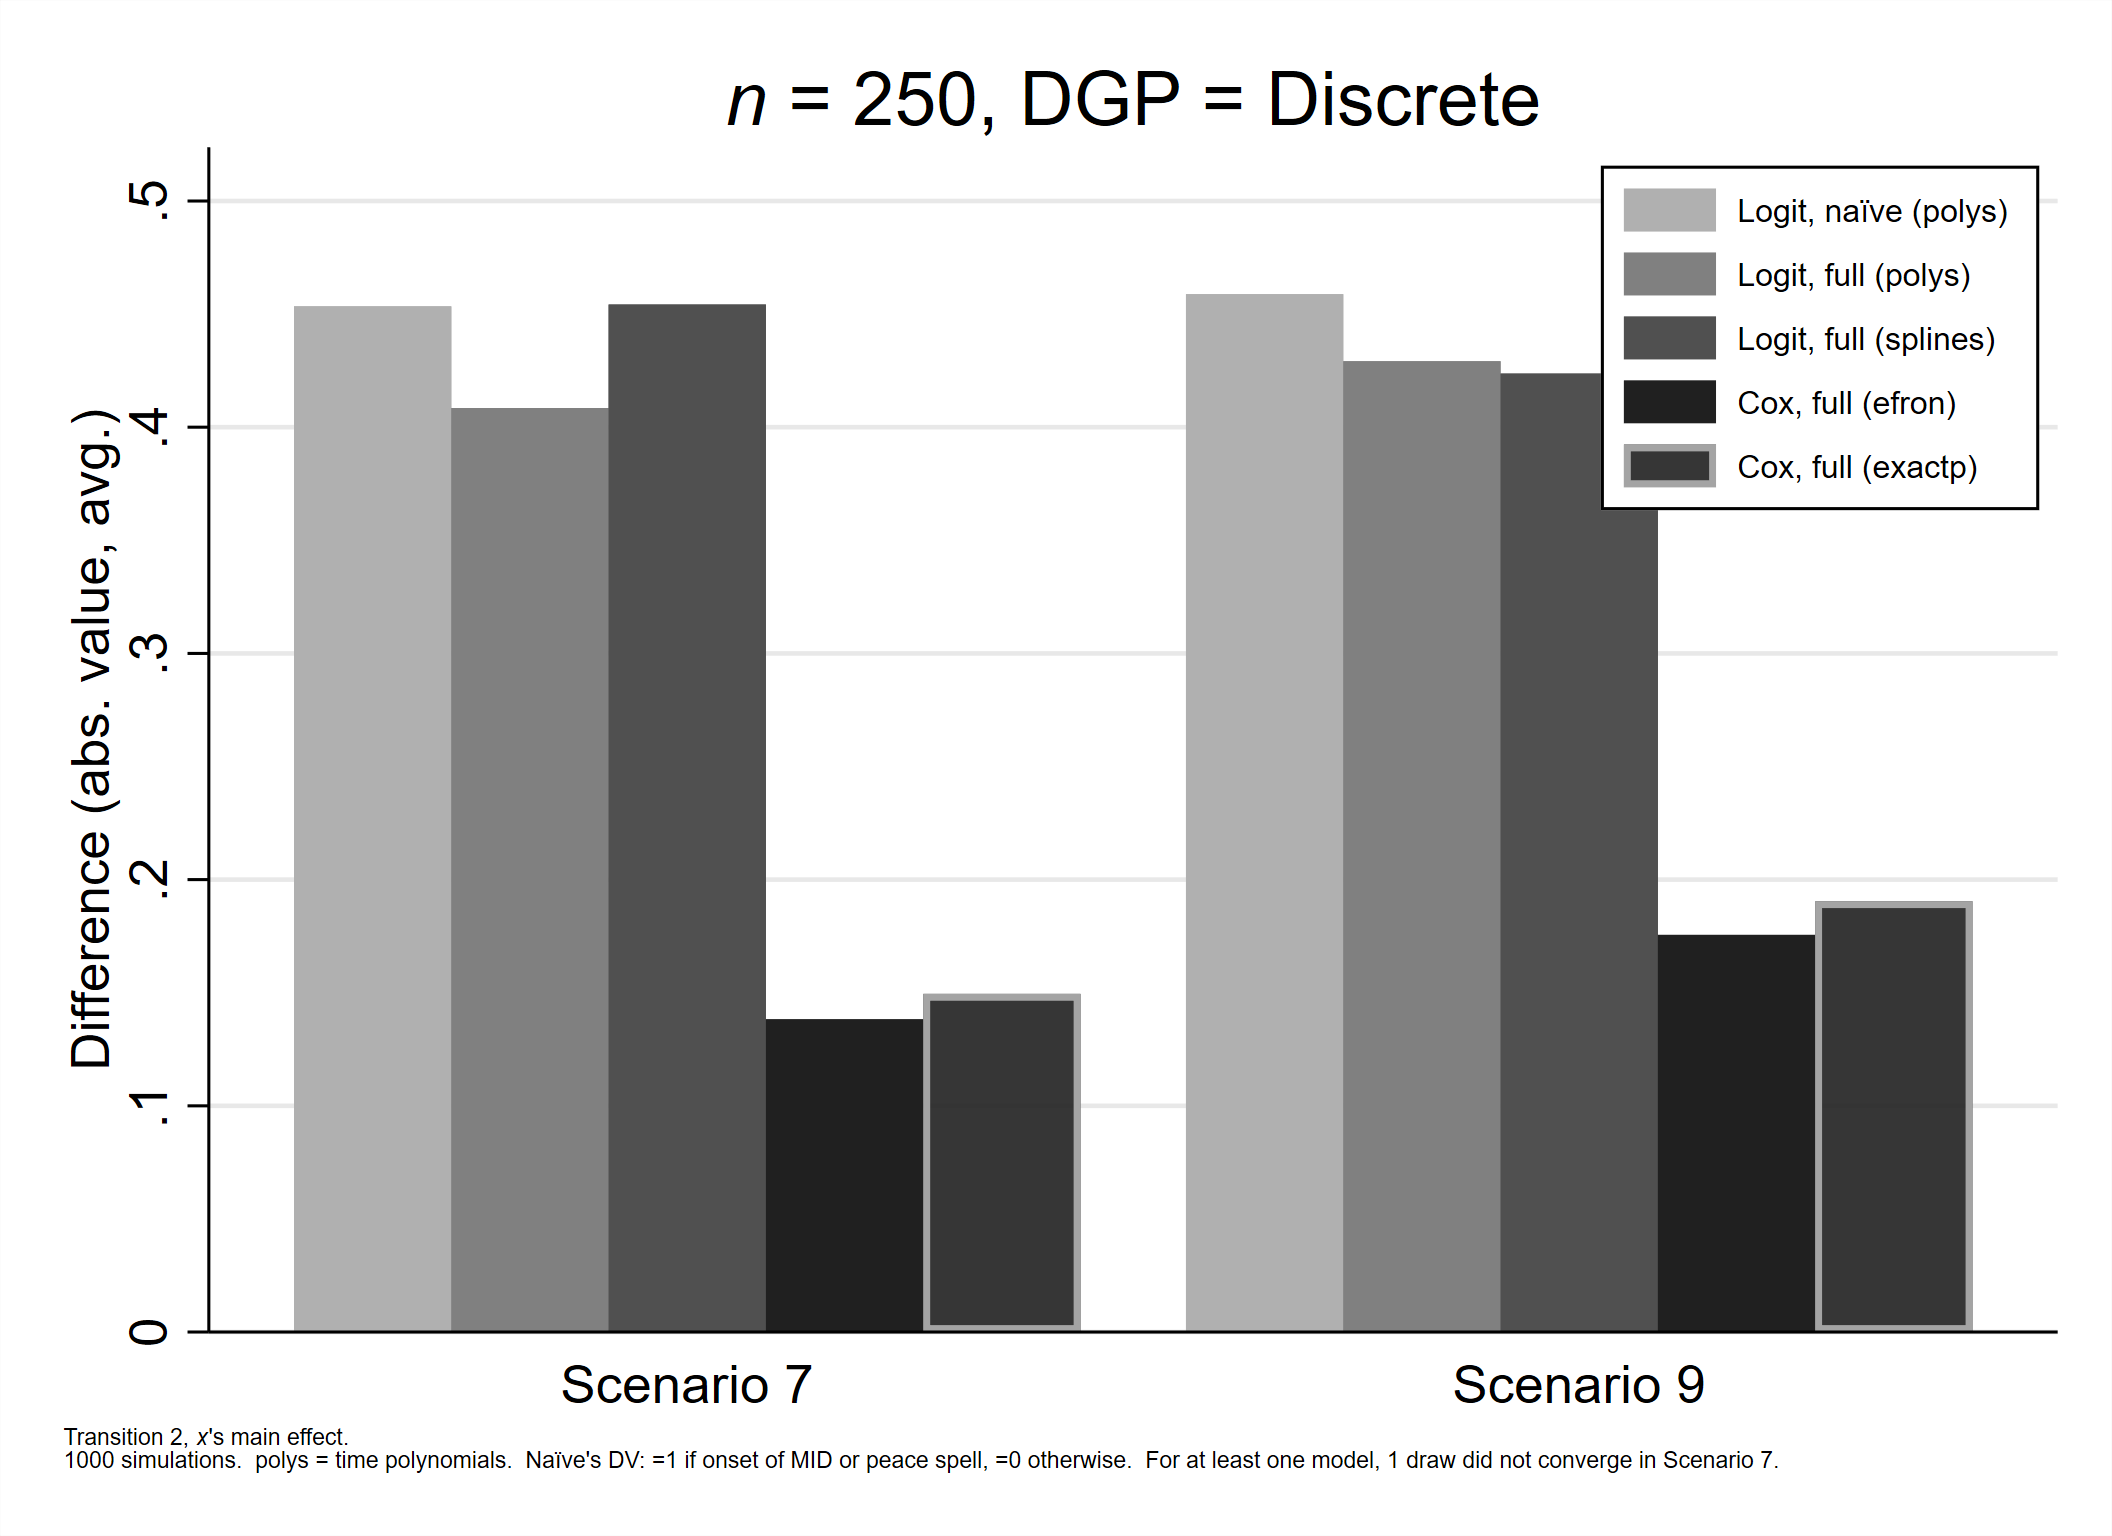 n = 250, DGP = Discrete
Difference (abs. value, avg.)
.5
.4
.3
.2
.1
0
Logit, naïve (polys)
Logit, full (polys)
Logit, full (splines)
Cox, full (efron)
Cox, full (exactp)
Scenario 7
Scenario 9
Transition 2, x's main effect.
1000 simulations.  polys = time polynomials.  Naïve's DV: =1 if onset of MID or peace spell, =0 otherwise.  For at least one model, 1 draw did not converge in Scenario 7.